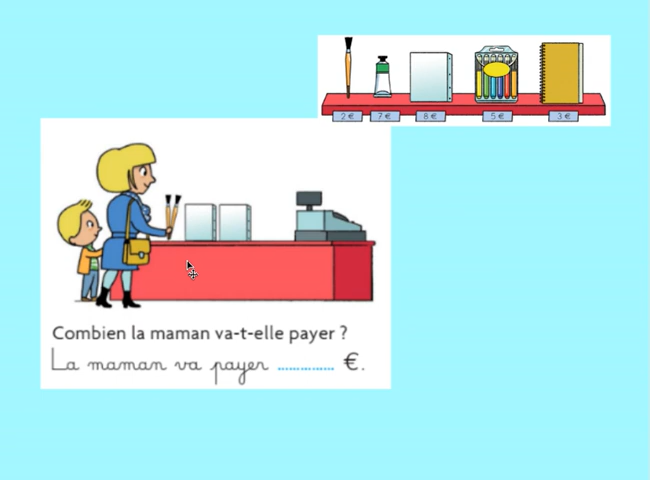 2 € 7 € 8 € 5 € 3 €
Combien la maman va-t-elle payer ?
La maman va payer ............... €.